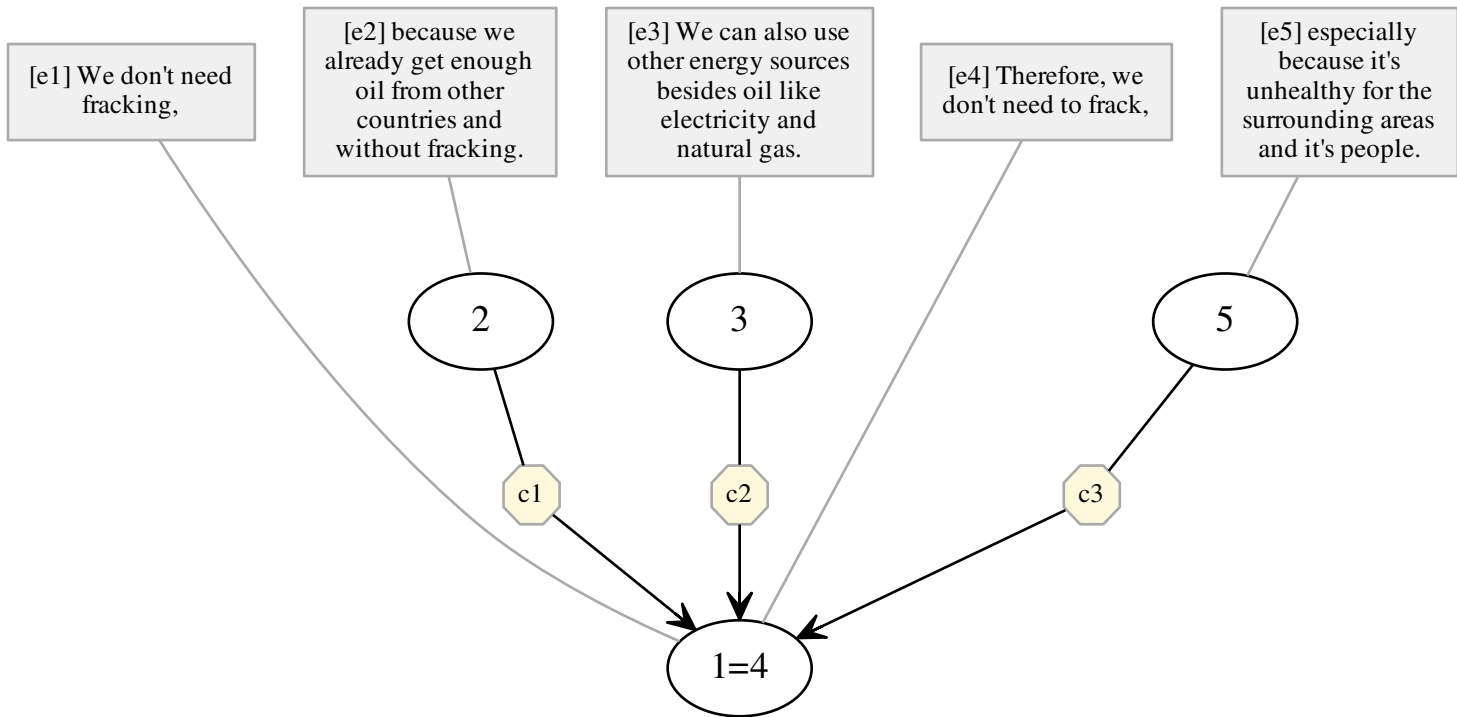 [e1] We don't need
fracking,
[e2] because we
already get enough
oil from other
countries and
without fracking.
[e3] We can also use
other energy sources
besides oil like
electricity and
natural gas.
[e4] Therefore, we
don't need to frack,
[e5] especially
because it's
unhealthy for the
surrounding areas
and it's people.
2
3
5
c1
c2
c3
1=4